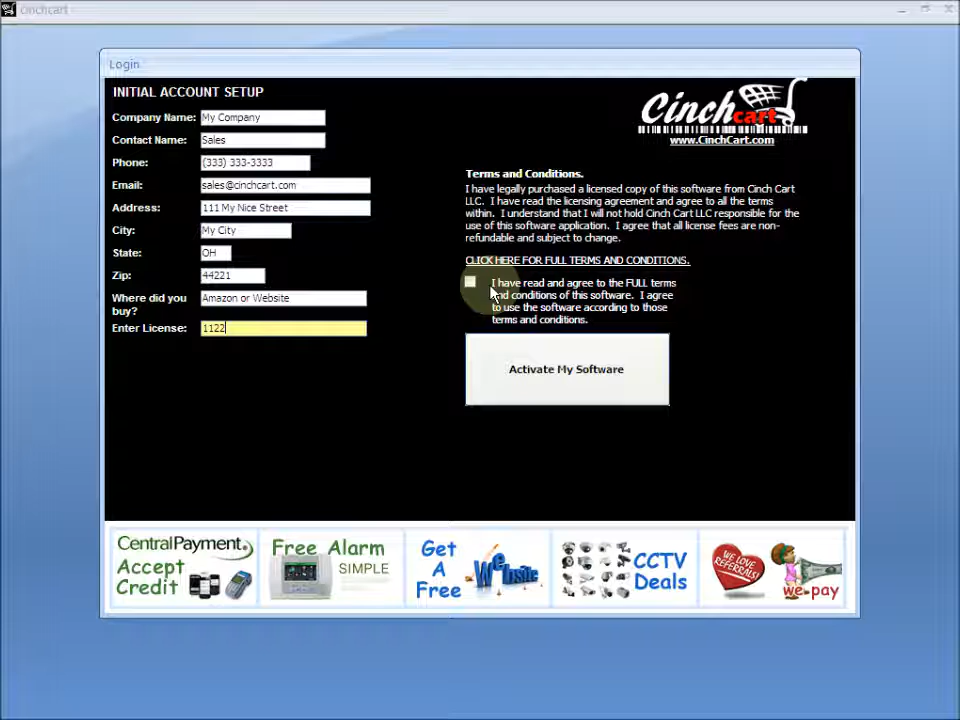 cinchcart
Login
INITIAL ACCOUNT SETUP
Company Name: My Company
Contact Name: Sales
Phone: (333) 333-3333
Email: sales@cinchcart.com
Address: 111 My Nice Street
City: My City
State: OH
Zip: 44221
Where did you
buy?
Amazon or Website
Enter License: 1122
Cinch
cart
www.CinchCart.com
Terms and Conditions.
I have legally purchased a licensed copy of this software from Cinch Cart
LLC. I have read the licensing agreement and agree to all the terms
within. I understand that I will not hold Cinch Cart LLC responsible for the
use of this software application. I agree that all license fees are non-
refundable and subject to change.
CLICK HERE FOR FULL TERMS AND CONDITIONS.
I have read and agree to the FULL terms
and conditions of this software. I agree
to use the software according to those
terms and conditions.
Activate My Software
CentralPayment.
Accept
Credit
Free Alarm
SIMPLE
Get
A
Free
Website
CCTV
Deals
WE LOVE
REFERRALS!
we pay